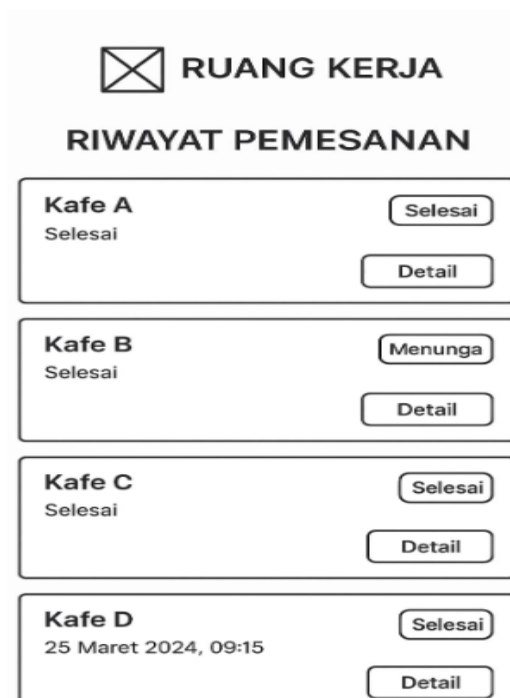 RUANG KERJA
RIWAYAT PEMESANAN
Kafe A
Selesai
Selesai
Detail
Kafe B
Menunga
Selesai
Detail
Kafe C
Selesai
Selesai
Detail
Kafe D
Selesai
25 Maret 2024, 09:15
Detail